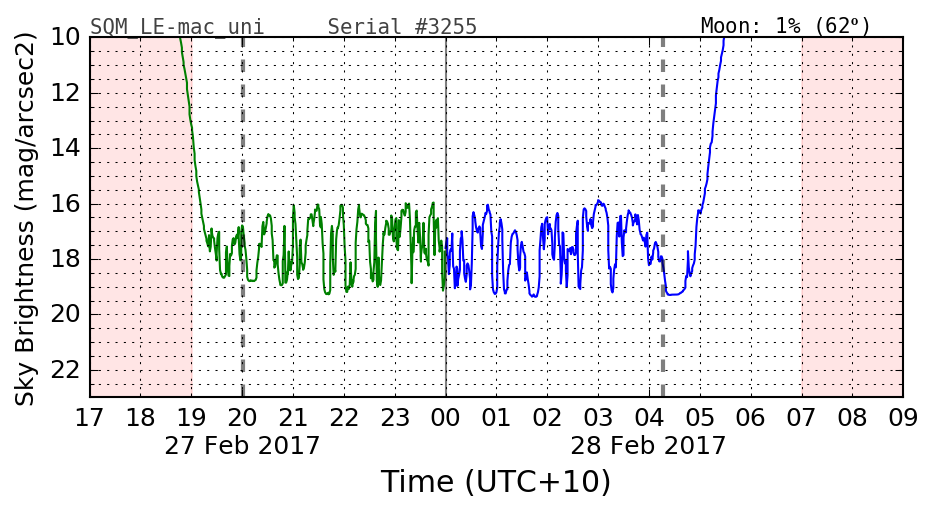 SQM_LE-mac_uni Serial #3255 Moon: 1% (62°)
Sky Brightness (mag/arcsec2)
10
12
14
16
18
20
22
17 18 19 20 21 22 23 00 01 02 03 04 05 06 07 08 09
27 Feb 2017 28 Feb 2017
Time (UTC+10)